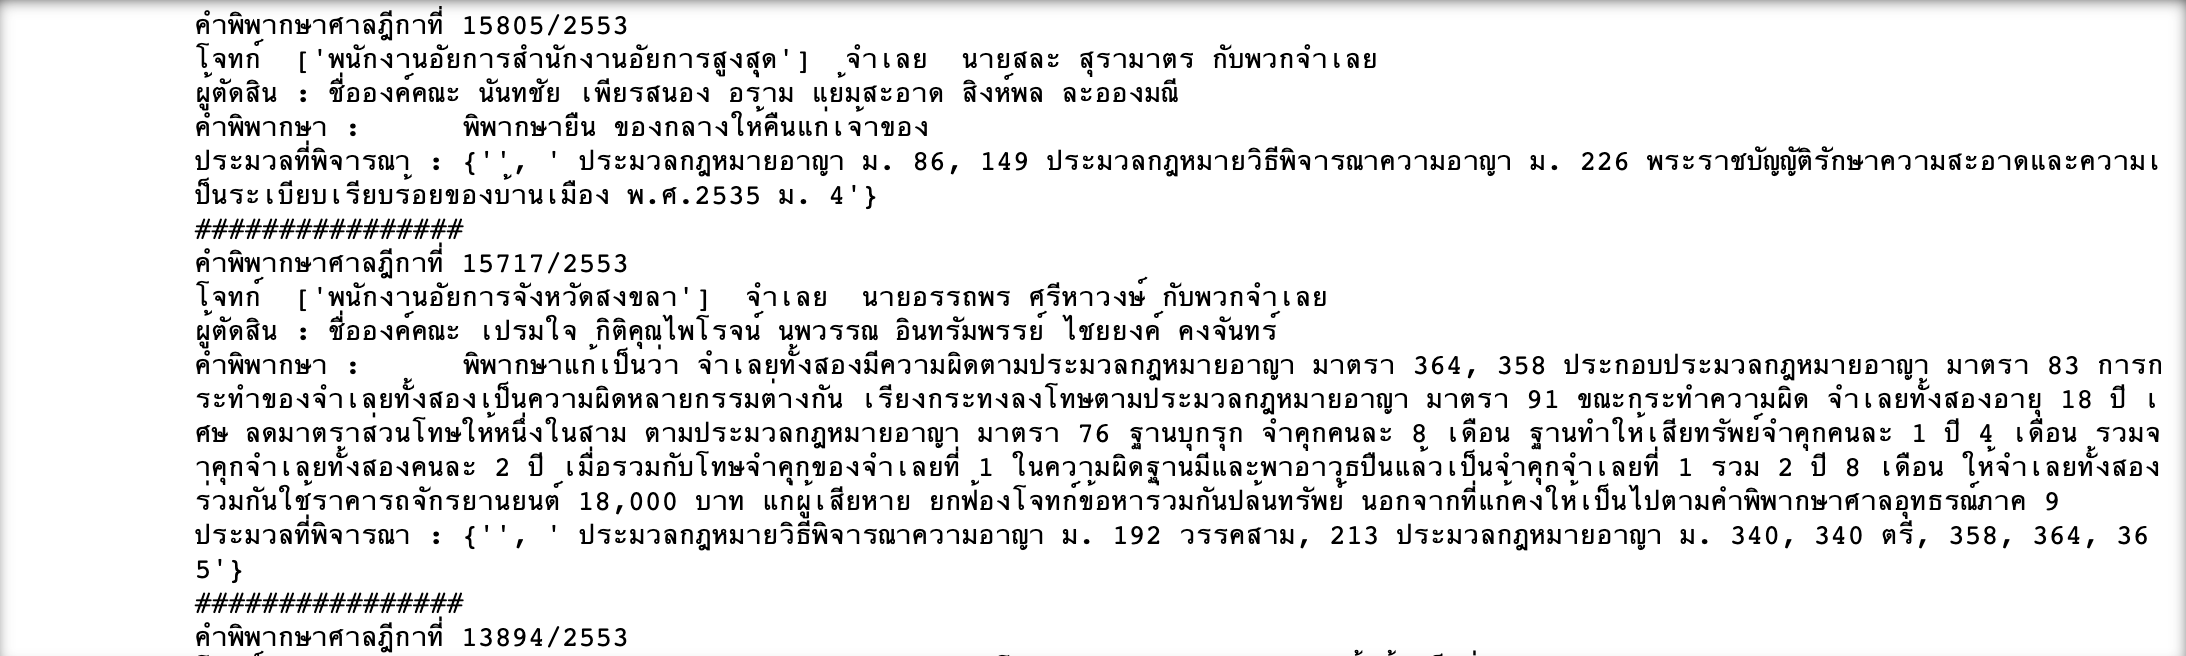 คำพิพากษาศาลฎีกาที่ 15805/2553
โจทก์  ['พนักงานอัยการสำนักงานอัยการสูงสุด']  จำเลย  นายสละ สุรามาตร กับพวกจำเลย
ผู้ตัดสิน : ชื่อองค์คณะ นันทชัย เพียรสนอง อราม แย้มสะอาด สิงห์พล ละอองมณี
คำพิพากษา :      พิพากษายืน ของกลางให้คืนแก่เจ้าของ
ประมวลที่พิจารณา : {'', ' ประมวลกฎหมายอาญา ม. 86, 149 ประมวลกฎหมายวิธีพิจารณาความอาญา ม. 226 พระราชบัญญัติรักษาความสะอาดและความเ
ป็นระเบียบเรียบร้อยของบ้านเมือง พ.ศ.2535 ม. 4'}
################
คำพิพากษาศาลฎีกาที่ 15717/2553
โจทก์  ['พนักงานอัยการจังหวัดสงขลา']  จำเลย  นายอรรถพร ศรีหาวงษ์ กับพวกจำเลย
ผู้ตัดสิน : ชื่อองค์คณะ เปรมใจ กิติคุณไพโรจน์ นพวรรณ อินทรัมพรรย์ ไชยยงค์ คงจันทร์
คำพิพากษา :      พิพากษาแก้เป็นว่า จำเลยทั้งสองมีความผิดตามประมวลกฎหมายอาญา มาตรา 364, 358 ประกอบประมวลกฎหมายอาญา มาตรา 83 การก
ระทำของจำเลยทั้งสองเป็นความผิดหลายกรรมต่างกัน เรียงกระทงลงโทษตามประมวลกฎหมายอาญา มาตรา 91 ขณะกระทำความผิด จำเลยทั้งสองอายุ 18 ปี เ
ศษ ลดมาตราส่วนโทษให้หนึ่งในสาม ตามประมวลกฎหมายอาญา มาตรา 76 ฐานบุกรุก จำคุกคนละ 8 เดือน ฐานทำให้เสียทรัพย์จำคุกคนละ 1 ปี 4 เดือน รวมจ
ำคุกจำเลยทั้งสองคนละ 2 ปี เมื่อรวมกับโทษจำคุกของจำเลยที่ 1 ในความผิดฐานมีและพาอาวุธปืนแล้วเป็นจำคุกจำเลยที่ 1 รวม 2 ปี 8 เดือน ให้จำเลยทั้งสอง
ร่วมกันใช้ราคารถจักรยานยนต์ 18,000 บาท แก่ผู้เสียหาย ยกฟ้องโจทก์ข้อหาร่วมกันปล้นทรัพย์ นอกจากที่แก้คงให้เป็นไปตามคำพิพากษาศาลอุทธรณ์ภาค 9
ประมวลที่พิจารณา : {'', ' ประมวลกฎหมายวิธีพิจารณาความอาญา ม. 192 วรรคสาม, 213 ประมวลกฎหมายอาญา ม. 340, 340 ตรี, 358, 364, 36
5'}
################
คำพิพากษาศาลฎีกาที่ 13894/2553